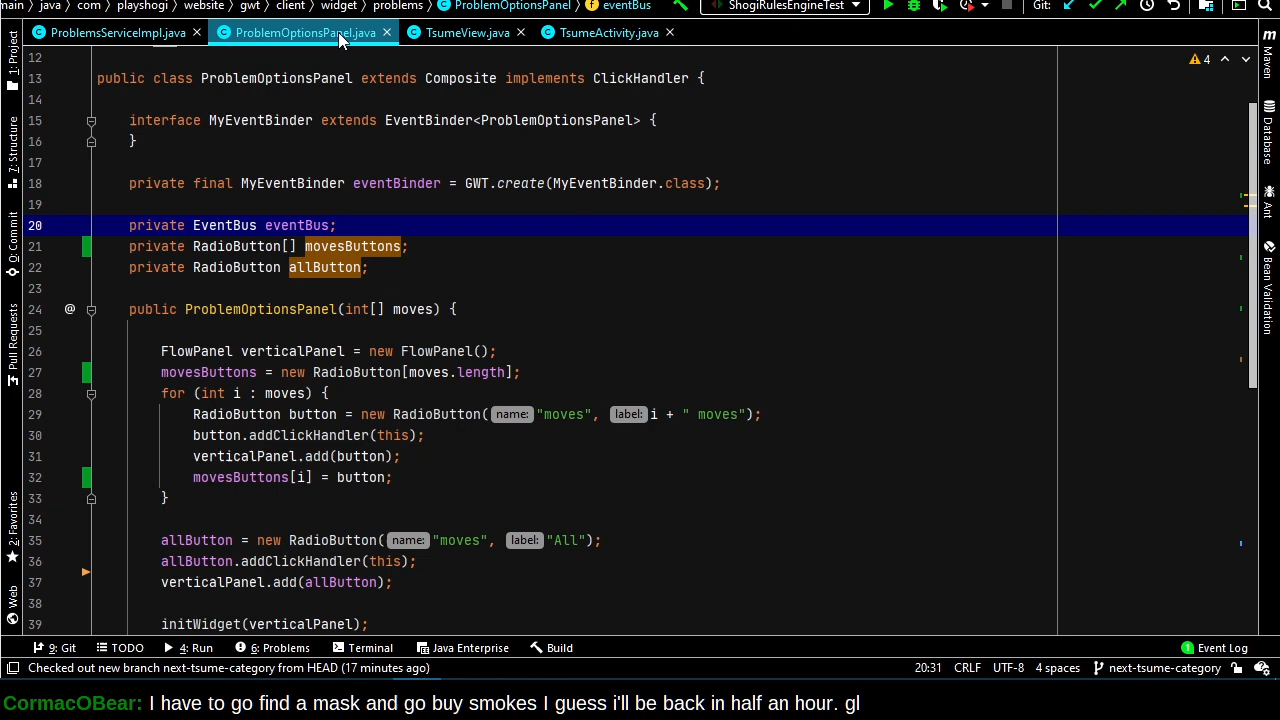 main / java / com / playshogi / website / gwt / client / widget / problems / ProblemOptionsPanel / eventBus ShogiRulesEngineTest Git:
ProblemsServiceImpl.java ProblemOptionsPanel.java TsumeView.java TsumeActivity.java
12
13 public class ProblemOptionsPanel extends Composite implements ClickHandler {
14
15 interface MyEventBinder extends EventBinder<ProblemOptionsPanel> {
16 }
17
18 private final MyEventBinder eventBinder = GWT.create(MyEventBinder.class);
19
20 private EventBus eventBus;
21 private RadioButton[] movesButtons;
22 private RadioButton allButton;
23
24 @ public ProblemOptionsPanel(int[] moves) {
25
26 FlowPanel verticalPanel = new FlowPanel();
27 movesButtons = new RadioButton[moves.length];
28 for (int i : moves) {
29 RadioButton button = new RadioButton( name: "moves", label: i + " moves");
30 button.addClickHandler(this);
31 verticalPanel.add(button);
32 movesButtons[i] = button;
33 }
34
35 allButton = new RadioButton( name: "moves", label: "All");
36 allButton.addClickHandler(this);
37 verticalPanel.add(allButton);
38
39 initWidget(verticalPanel);
4
1: Project
7: Structure
Commit
Pull Requests
2: Favorites
Web
Maven
Database
Ant
Bean Validation
9: Git TODO 4: Run 6: Problems Terminal Java Enterprise Build 1 Event Log
Checked out new branch next-tsume-category from HEAD (17 minutes ago) 20:31 CRLF UTF-8 4 spaces next-tsume-category
CormacOBear: I have to go find a mask and go buy smokes I guess i'll be back in half an hour. gl